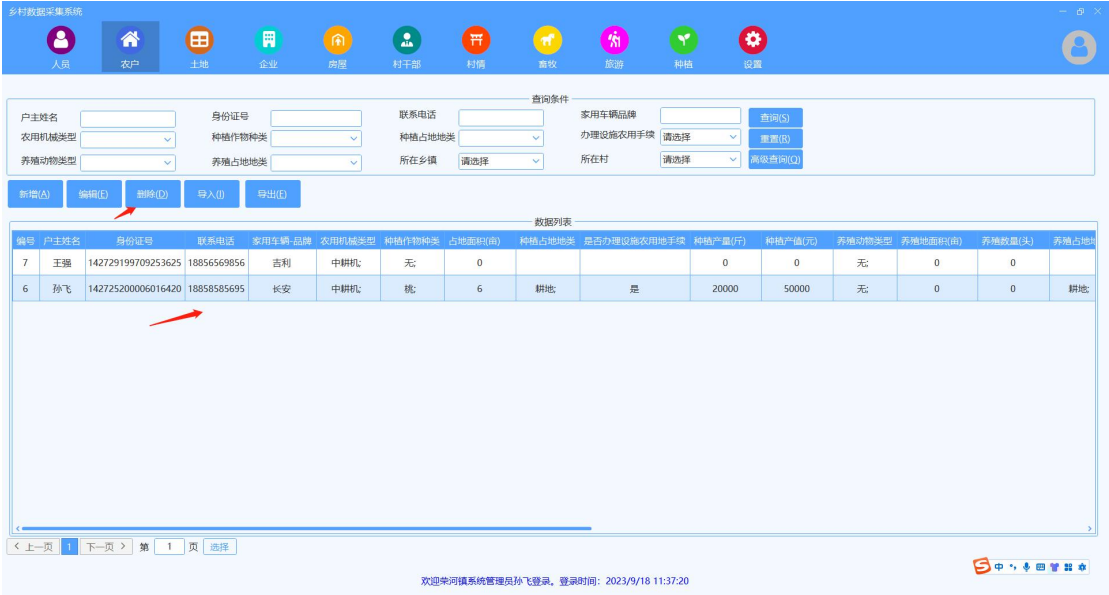 乡村数据采集系统
人员 农户 土地 企业 房屋 村干部 村情 畜牧 旅游 种植 设置
查询条件
户主姓名 身份证号 联系电话 家用车辆品牌 查询(S)
农用机械类型 种植作物种类 种植占地地类 办理设施农用手续 请选择 重置(R)
养殖动物类型 养殖占地地类 所在乡镇 请选择 所在村 请选择 高级查询(Q)
新增(A) 编辑(E) 删除(D) 导入(I) 导出(E)
数据列表
编号 户主姓名 身份证号 联系电话 家用车辆-品牌 农用机械类型 种植作物种类 占地面积(亩) 种植占地地类 是否办理设施农用地手续 种植产量(斤) 种植产值(元) 养殖动物类型 养殖地面积(亩) 养殖数量(头) 养殖占地地
7 王强 142729199709253625 18856569856 吉利 中耕机; 无; 0 0 0 无; 0 0
6 孙飞 142725200006016420 18858585695 长安 中耕机; 桃; 6 耕地; 是 20000 50000 无; 0 0 耕地;
上一页 1 下一页 第 1 页 选择
中
欢迎荣河镇系统管理员孙飞登录。登录时间：2023/9/18 11:37:20